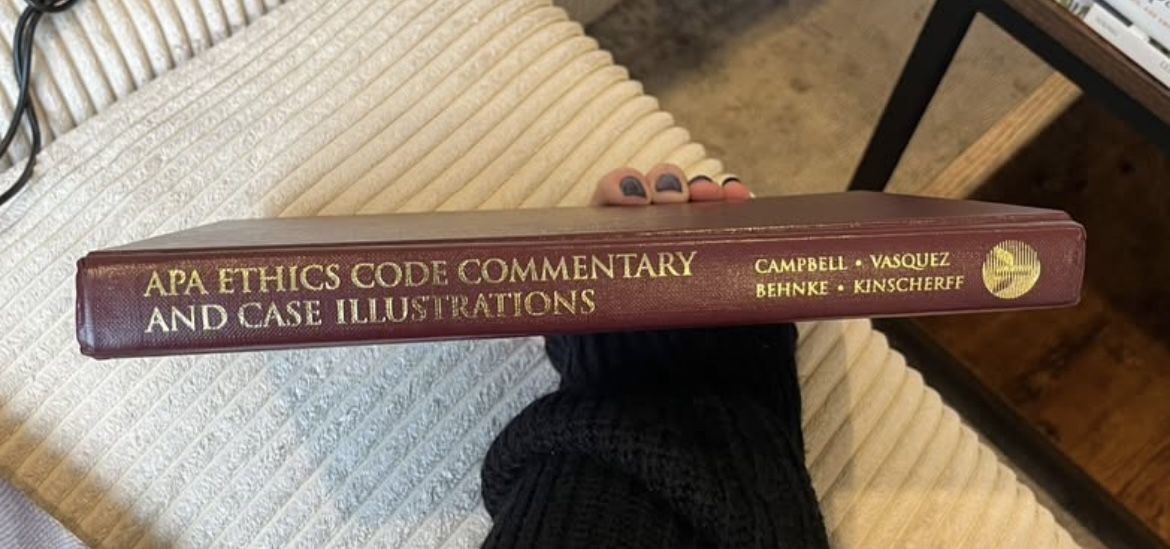 APA ETHICS CODE COMMENTARY
AND CASE ILLUSTRATIONS
CAMPBELL • VASQUEZ
BEHNKE • KINSCHERFF